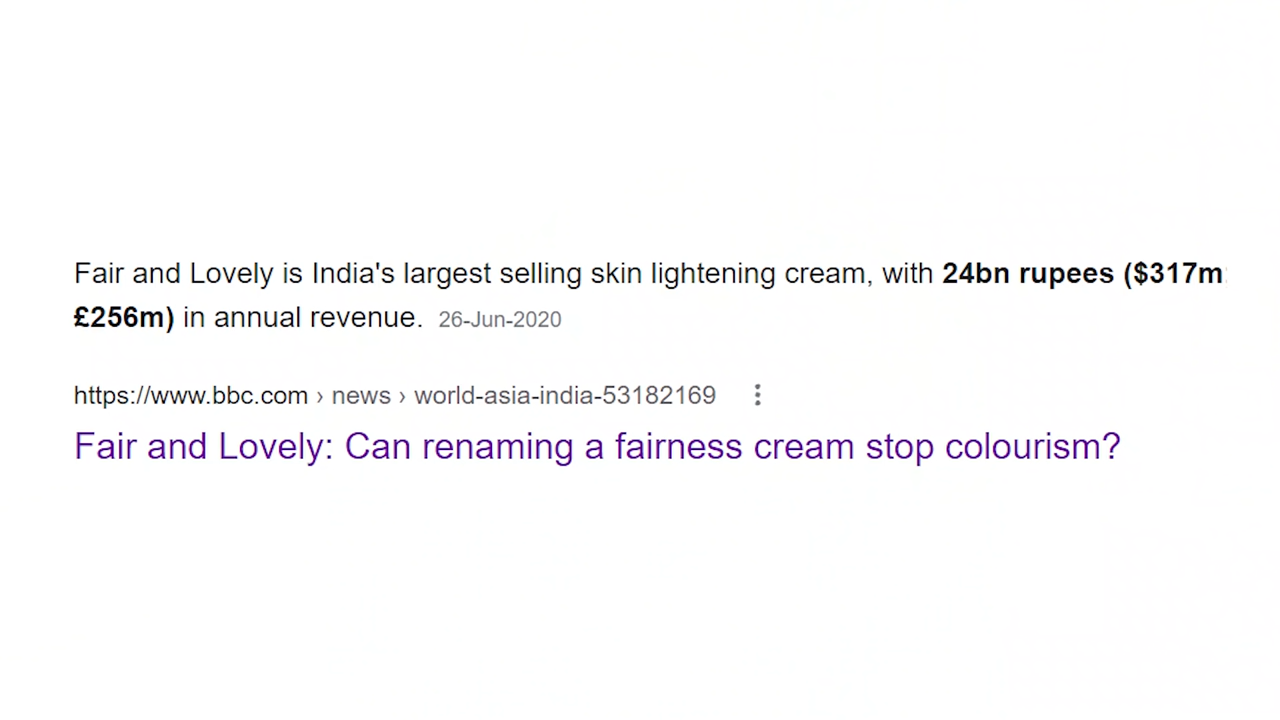 Fair and Lovely is India's largest selling skin lightening cream, with 24bn rupees ($317m
£256m) in annual revenue. 26-Jun-2020
https://www.bbc.com › news › world-asia-india-53182169
Fair and Lovely: Can renaming a fairness cream stop colourism?